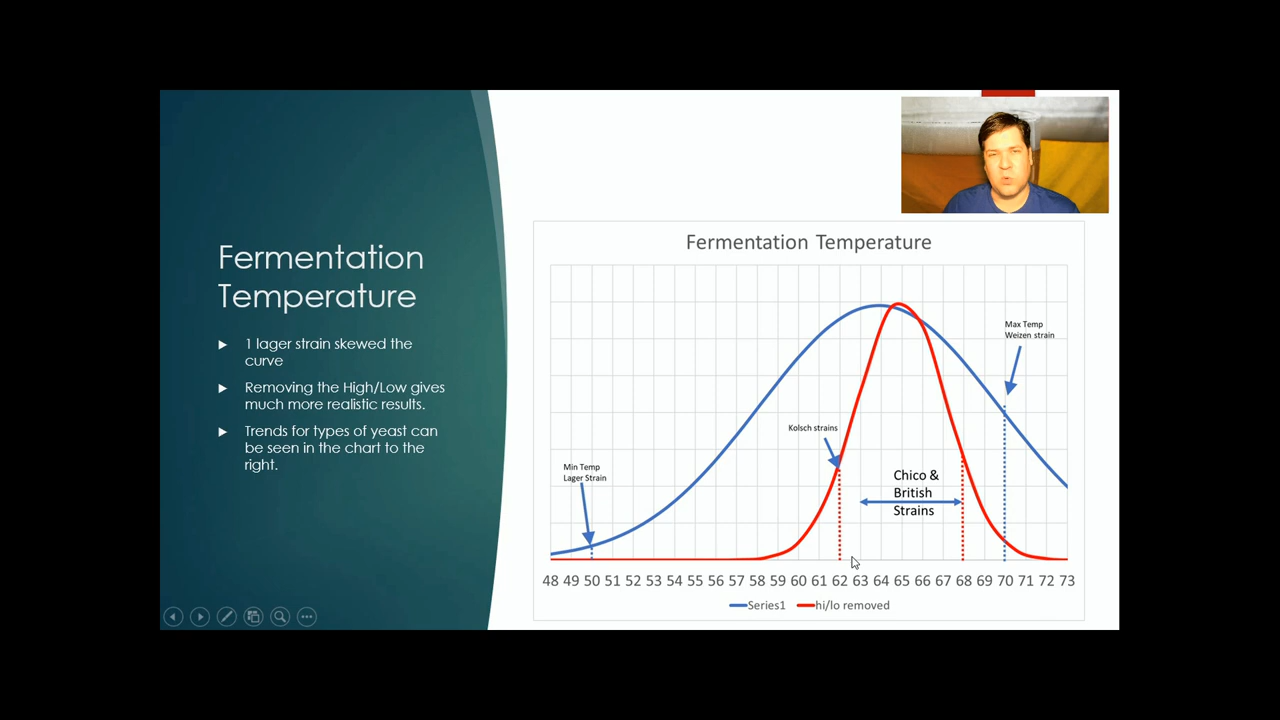 Fermentation
Temperature
1 lager strain skewed the
curve
Removing the High/Low gives
much more realistic results.
Trends for types of yeast can
be seen in the chart to the
right.
Fermentation Temperature
Max Temp
Weizen strain
Kolsch strains
Min Temp
Lager Strain
Chico &
British
Strains
48 49 50 51 52 53 54 55 56 57 58 59 60 61 62 63 64 65 66 67 68 69 70 71 72 73
Series1 hi/lo removed